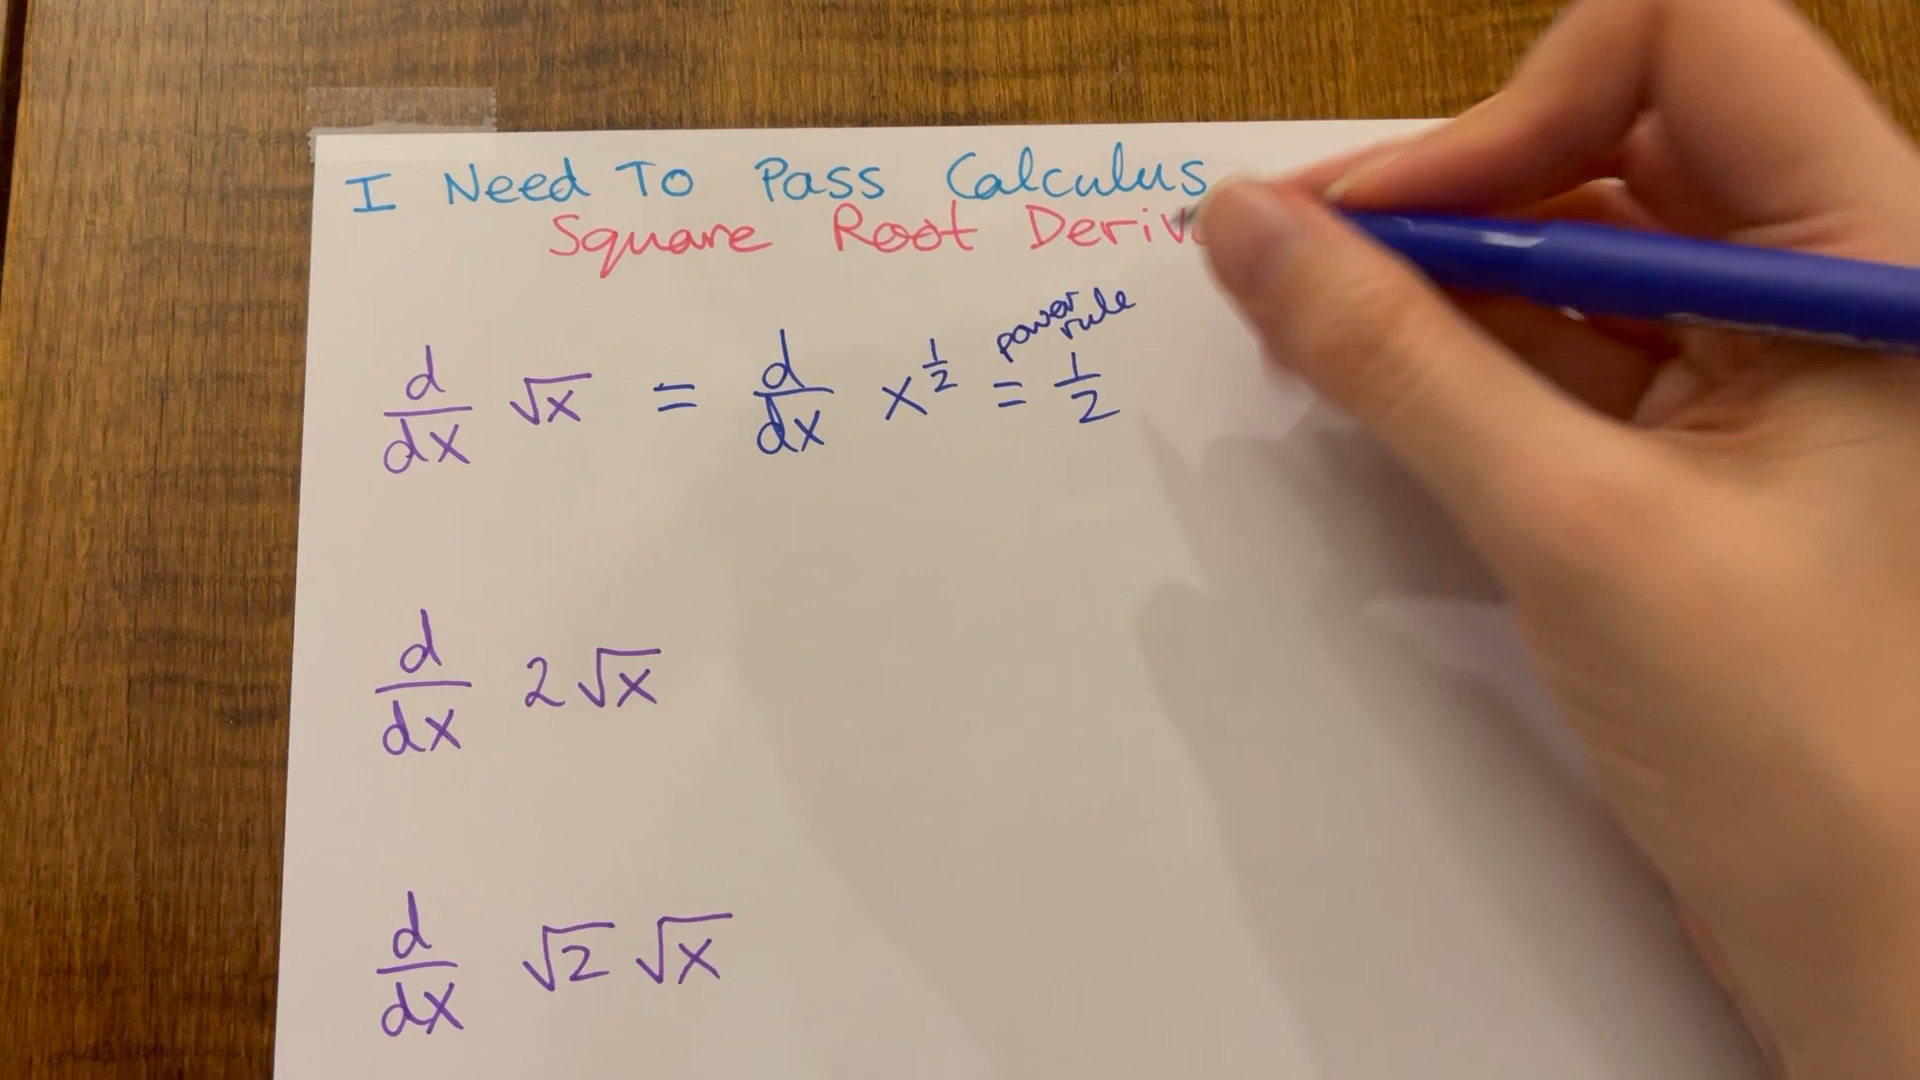 I Need To Pass Calculus
Square Root Deriv
d/dx √x = d/dx x^1/2 power rule = 1/2
d/dx 2√x
d/dx √2 √x